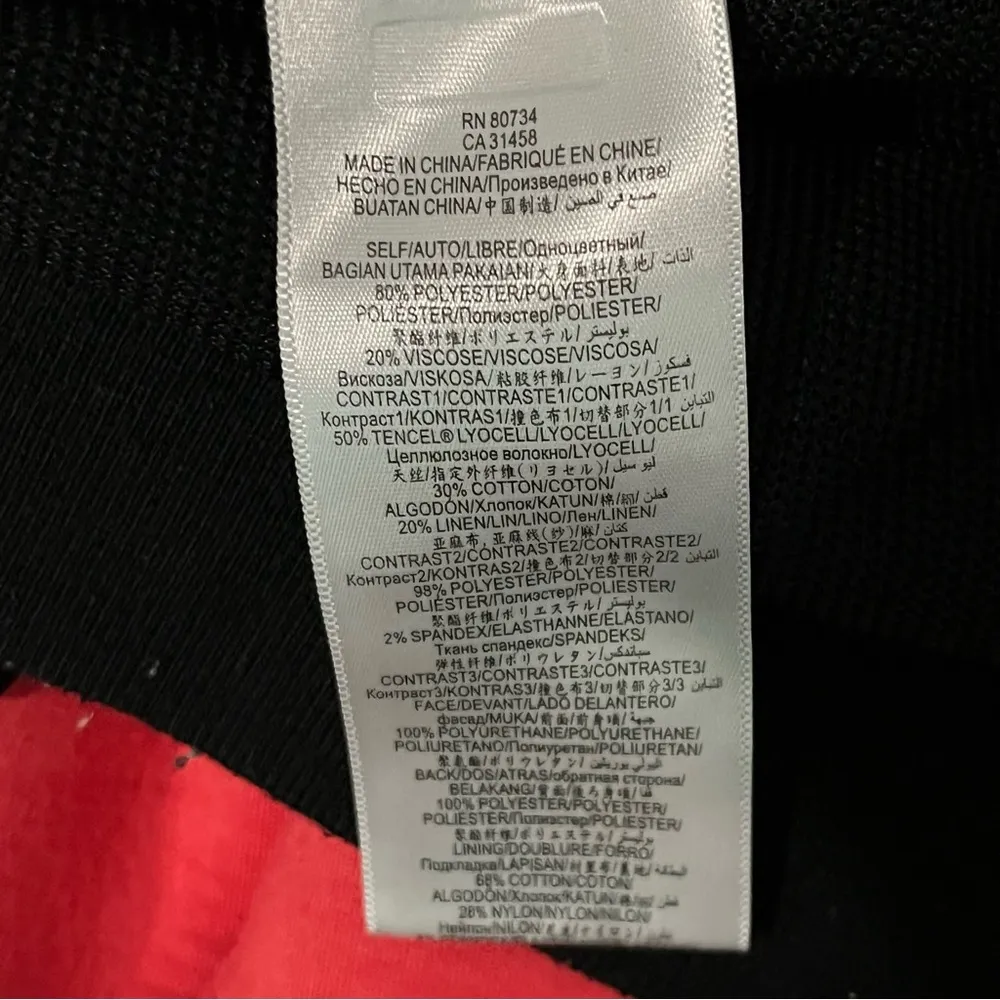 RN 80734
CA 31458
MADE IN CHINA/FABRIQUÉ EN CHINE/
HECHO EN CHINA/Произведено в Китае/
BUATAN CHINA/中国制造/ صنع في الصين
SELF/AUTO/LIBRE/Одноцветный/
BAGIAN UTAMA PAKAIAN/大身面料/表地/ الذات
80% POLYESTER/POLYESTER/
POLIÉSTER/Полиэстер/POLIESTER/
聚酯纤维/ポリエステル/ بوليستر
20% VISCOSE/VISCOSE/VISCOSA/
Вискоза/VISKOSA/粘胶纤维/レーヨン/ فسكوز
CONTRAST1/CONTRASTE1/CONTRASTE1/
Контраст1/KONTRAS1/撞色布1/切替部分1/1 التباين
50% TENCEL® LYOCELL/LYOCELL/LYOCELL/
Целлюлозное волокно/LYOCELL/
天丝/指定外纤维(リヨセル)/ ليو سيل
30% COTTON/COTON/
ALGODÓN/Хлопок/KATUN/棉/綿/ قطن
20% LINEN/LIN/LINO/Лен/LINEN/
亚麻布, 亚麻线(纱)/麻/ كتان
CONTRAST2/CONTRASTE2/CONTRASTE2/
Контраст2/KONTRAS2/撞色布2/切替部分2/2 التباين
98% POLYESTER/POLYESTER/
POLIÉSTER/Полиэстер/POLIESTER/
聚酯纤维/ポリエステル/ بوليستر
2% SPANDEX/ELASTHANNE/ELASTANO/
Ткань спандекс/SPANDEKS/
弹性纤维/ポリウレタン/ سباندكس
CONTRAST3/CONTRASTE3/CONTRASTE3/
Контраст3/KONTRAS3/撞色布3/切替部分3/3 التباين
FACE/DEVANT/LADO DELANTERO/
фасад/MUKA/前面/前身頃/ جبهة
100% POLYURETHANE/POLYURETHANE/
POLIURETANO/Полиуретан/POLIURETAN/
聚氨酯/ポリウレタン/
BACK/DOS/ATRAS/обратная сторона/
BELAKANG/背面/後ろ身頃/
100% POLYESTER/POLYESTER/
POLIÉSTER/Полиэстер/POLIESTER/
聚酯纤维/ポリエステル/ بوليستر
LINING/DOUBLURE/FORRO/
Подкладка/LAPISAN/衬里布/裏地/
68% COTTON/COTON/
ALGODÓN/Хлопок/KATUN/棉/綿/ قطن
28% NYLON/NYLON/NILON/
Нейлон/NILON/